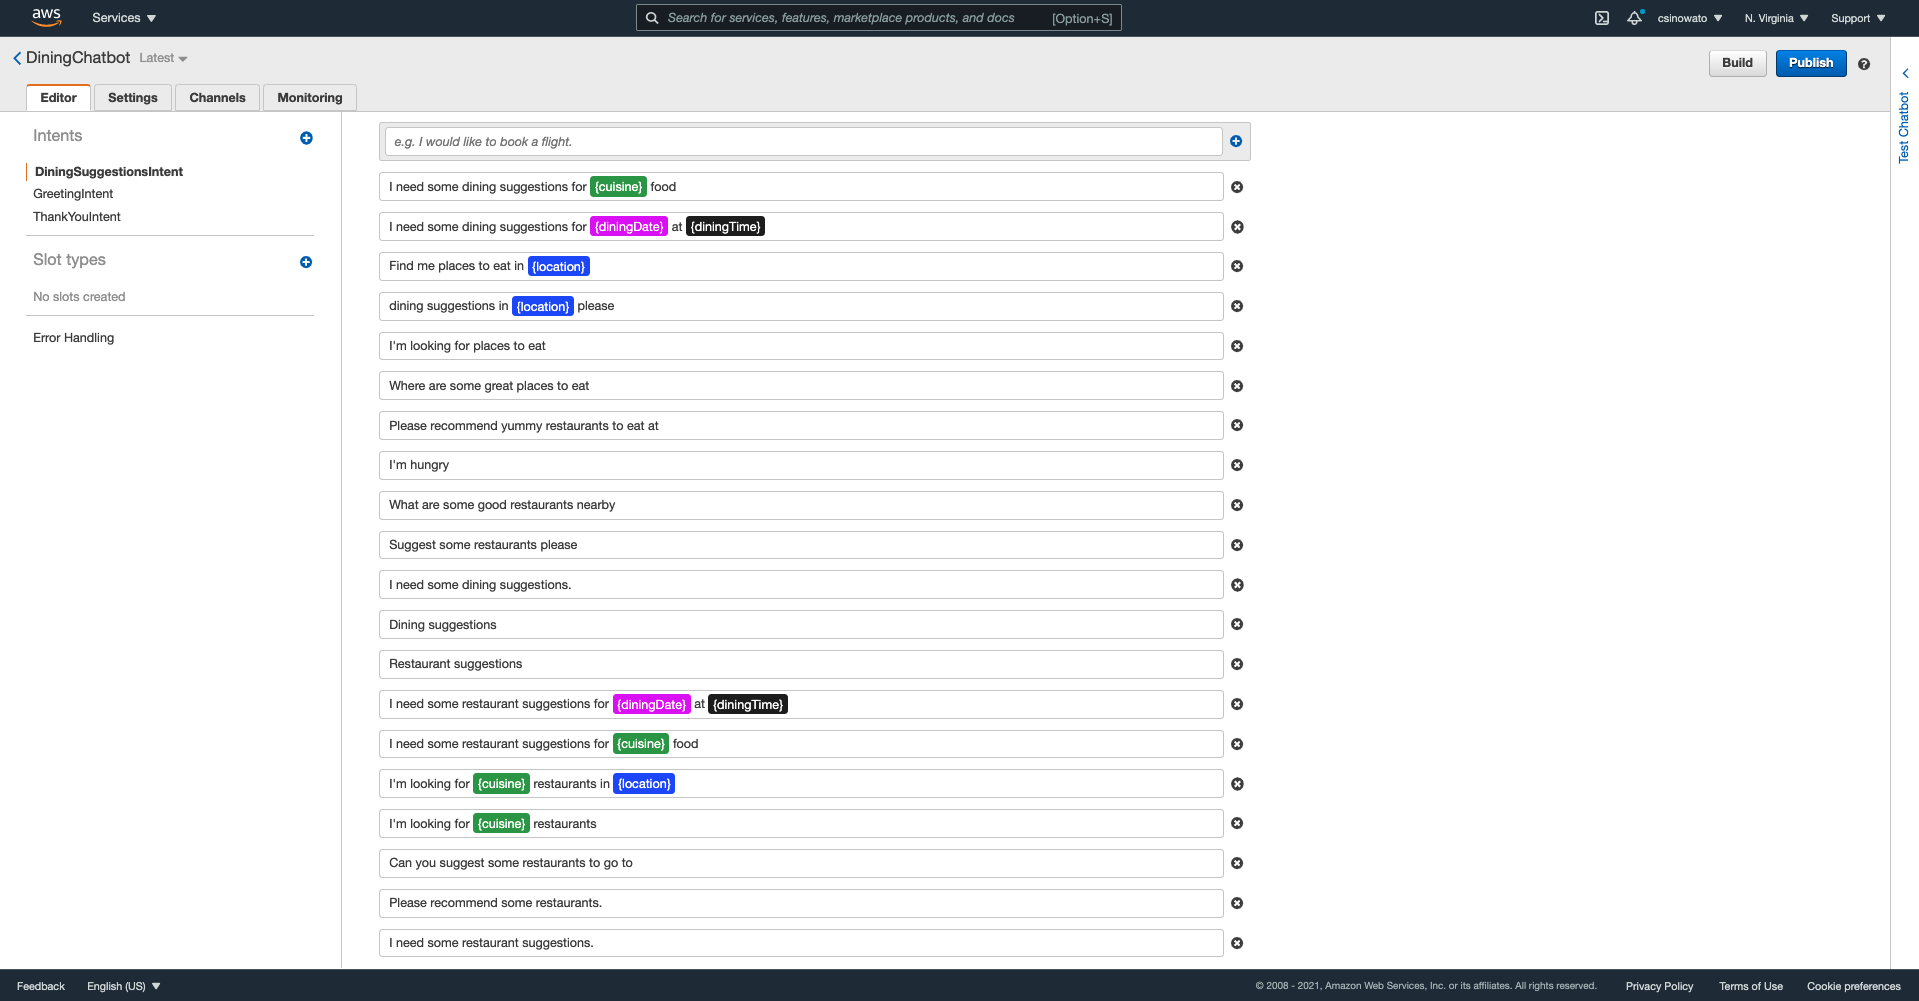 aws Services Search for services, features, marketplace products, and docs [Option+S] csinowato N. Virginia Support
DiningChatbot Latest
Build Publish
Editor Settings Channels Monitoring
Test Chatbot
Intents
DiningSuggestionsIntent
GreetingIntent
ThankYouIntent
Slot types
No slots created
Error Handling
e.g. I would like to book a flight.
I need some dining suggestions for {cuisine} food
I need some dining suggestions for {diningDate} at {diningTime}
Find me places to eat in {location}
dining suggestions in {location} please
I'm looking for places to eat
Where are some great places to eat
Please recommend yummy restaurants to eat at
I'm hungry
What are some good restaurants nearby
Suggest some restaurants please
I need some dining suggestions.
Dining suggestions
Restaurant suggestions
I need some restaurant suggestions for {diningDate} at {diningTime}
I need some restaurant suggestions for {cuisine} food
I'm looking for {cuisine} restaurants in {location}
I'm looking for {cuisine} restaurants
Can you suggest some restaurants to go to
Please recommend some restaurants.
I need some restaurant suggestions.
Feedback English (US) © 2008 - 2021, Amazon Web Services, Inc. or its affiliates. All rights reserved. Privacy Policy Terms of Use Cookie preferences